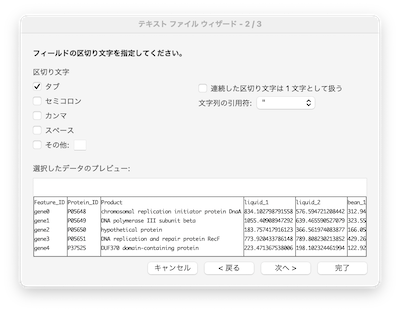 テキスト ファイル ウィザード - 2 / 3
フィールドの区切り文字を指定してください。
区切り文字
タブ
セミコロン
カンマ
スペース
その他:
連続した区切り文字は 1 文字として扱う
文字列の引用符: "
選択したデータのプレビュー:
Feature_ID Protein_ID Product liquid_1 liquid_2 bean_1
gene0 P05648 chromosomal replication initiator protein DnaA 834.102798791558 576.594721208442 312.94
gene1 P05649 DNA polymerase III subunit beta 1055.40908947292 639.465590527079 323.55
gene2 P05650 hypothetical protein 183.757417916123 366.561974083877 166.05
gene3 P05651 DNA replication and repair protein RecF 773.920433786148 789.808230213852 429.26
gene4 P37525 DUF370 domain-containing protein 223.471367538006 198.102324461994 122.92
キャンセル < 戻る 次へ > 完了